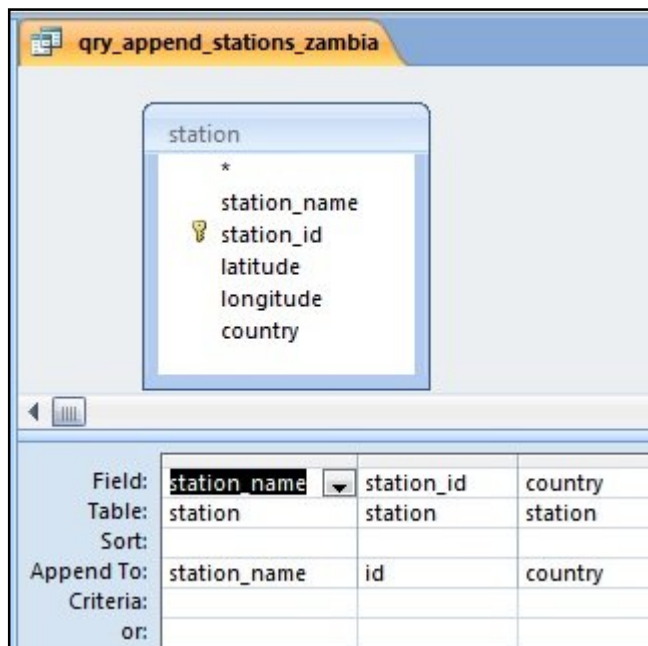 qry_append_stations_zambia
station
*
station_name
station_id
latitude
longitude
country
Field: station_name station_id country
Table: station station station
Sort:
Append To: station_name id country
Criteria:
or: